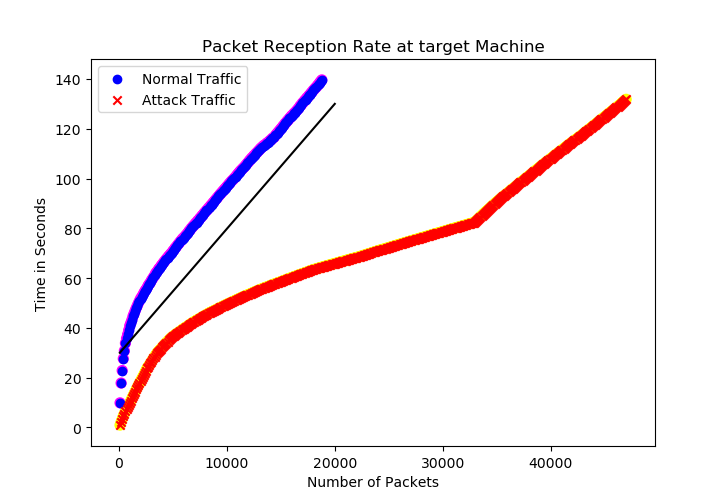 Packet Reception Rate at target Machine
Normal Traffic
Attack Traffic
140
120
100
80
60
40
20
0
Time in Seconds
0 10000 20000 30000 40000
Number of Packets